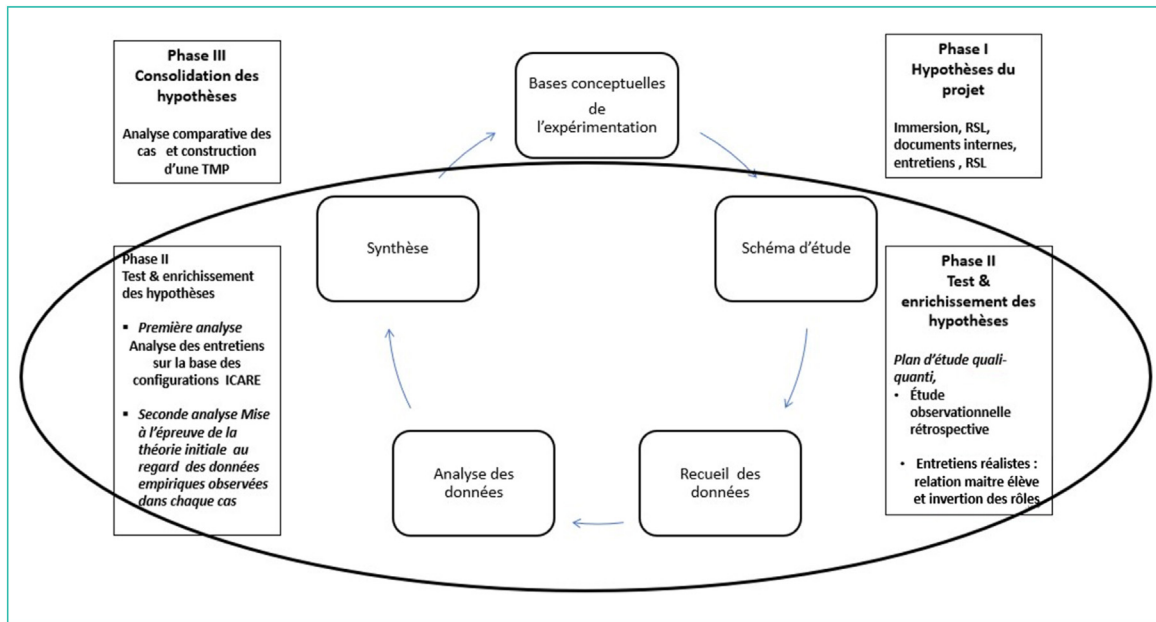 Phase III
Consolidation des
hypothèses
Analyse comparative des
cas et construction
d'une TMP
Bases conceptuelles
de
l'expérimentation
Phase I
Hypothèses du
projet
Immersion, RSL,
documents internes,
entretiens , RSL
Synthèse
Schéma d'étude
Phase II
Test & enrichissement
des hypothèses
▪ Première analyse
Analyse des entretiens
sur la base des
configurations ICARE
▪ Seconde analyse Mise
à l'épreuve de la
théorie initiale au
regard des données
empiriques observées
dans chaque cas
Phase II
Test &
enrichissement des
hypothèses
Plan d'étude quali-
quanti,
• Étude
observationnelle
rétrospective
• Entretiens réalistes :
relation maitre élève
et invertion des rôles
Analyse des
données
Recueil des
données